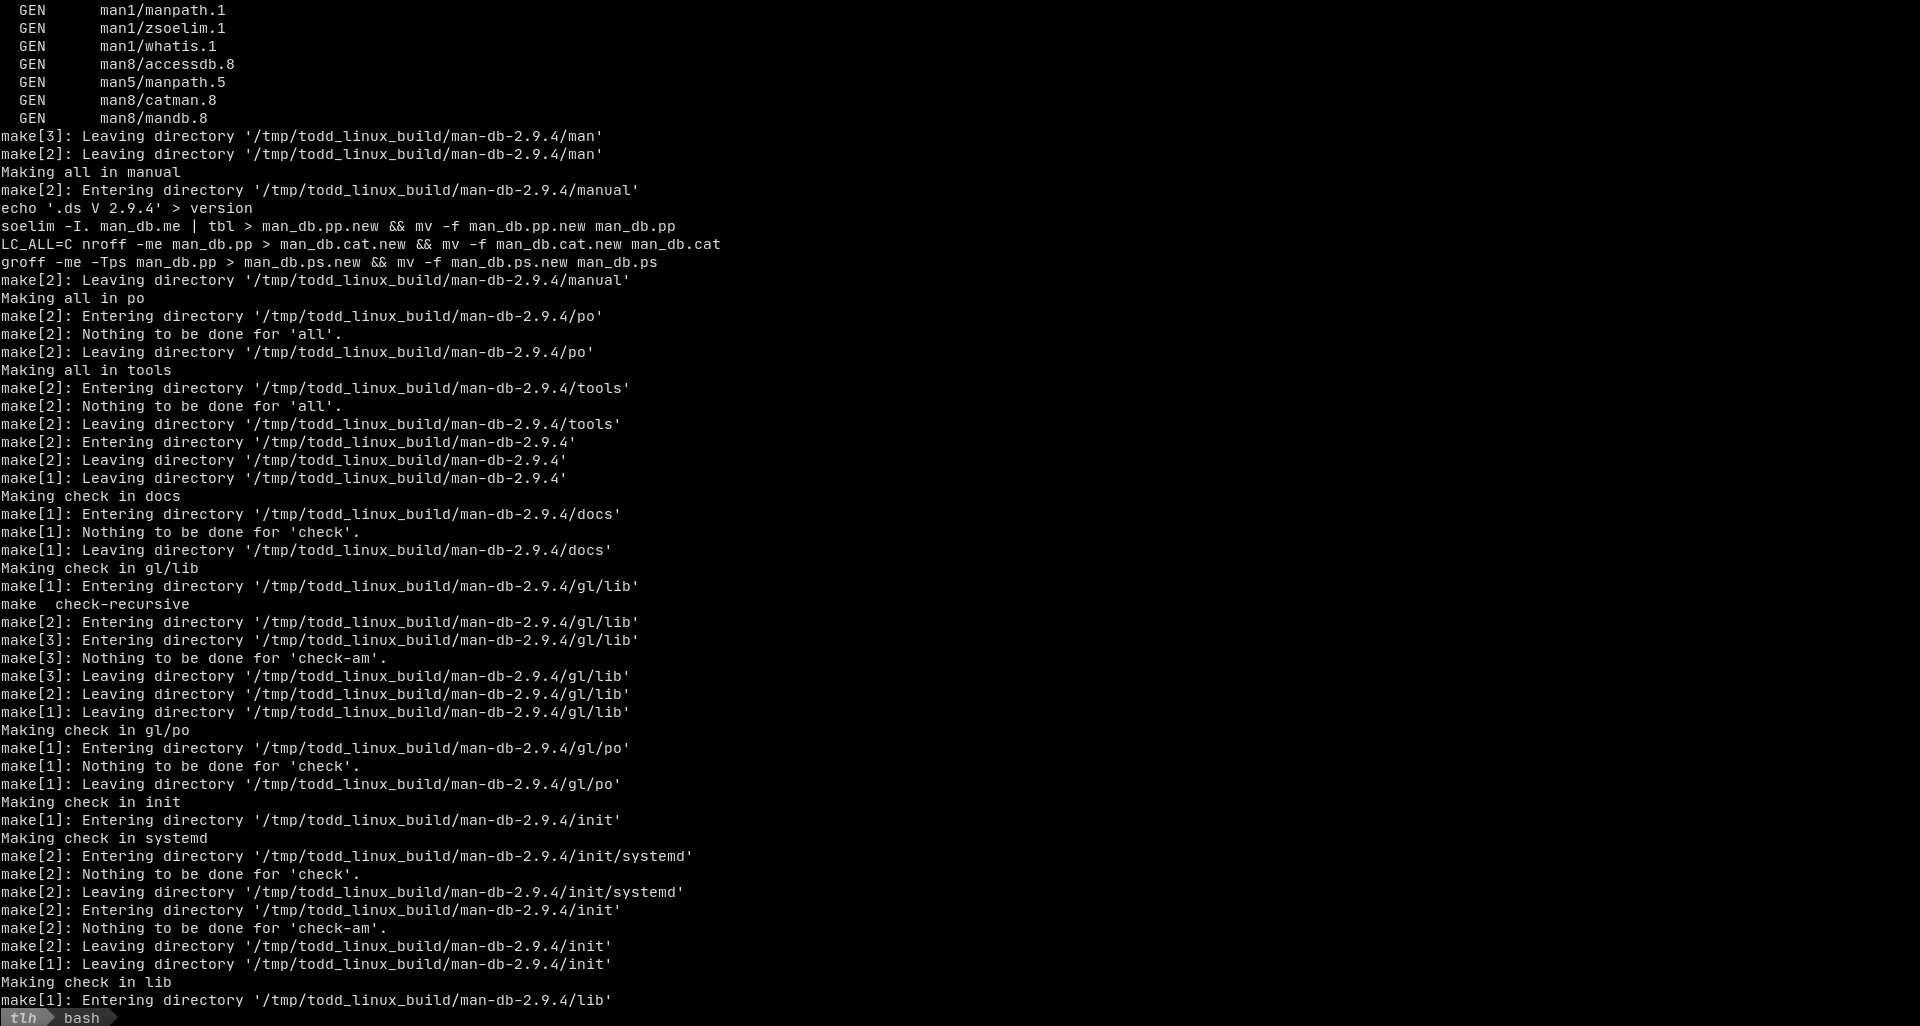 GEN      man1/manpath.1
GEN      man1/zsoelim.1
GEN      man1/whatis.1
GEN      man8/accessdb.8
GEN      man5/manpath.5
GEN      man8/catman.8
GEN      man8/mandb.8
make[3]: Leaving directory '/tmp/todd_linux_build/man-db-2.9.4/man'
make[2]: Leaving directory '/tmp/todd_linux_build/man-db-2.9.4/man'
Making all in manual
make[2]: Entering directory '/tmp/todd_linux_build/man-db-2.9.4/manual'
echo '.ds V 2.9.4' > version
soelim -I. man_db.me | tbl > man_db.pp.new && mv -f man_db.pp.new man_db.pp
LC_ALL=C nroff -me man_db.pp > man_db.cat.new && mv -f man_db.cat.new man_db.cat
groff -me -Tps man_db.pp > man_db.ps.new && mv -f man_db.ps.new man_db.ps
make[2]: Leaving directory '/tmp/todd_linux_build/man-db-2.9.4/manual'
Making all in po
make[2]: Entering directory '/tmp/todd_linux_build/man-db-2.9.4/po'
make[2]: Nothing to be done for 'all'.
make[2]: Leaving directory '/tmp/todd_linux_build/man-db-2.9.4/po'
Making all in tools
make[2]: Entering directory '/tmp/todd_linux_build/man-db-2.9.4/tools'
make[2]: Nothing to be done for 'all'.
make[2]: Leaving directory '/tmp/todd_linux_build/man-db-2.9.4/tools'
make[2]: Entering directory '/tmp/todd_linux_build/man-db-2.9.4'
make[2]: Leaving directory '/tmp/todd_linux_build/man-db-2.9.4'
make[1]: Leaving directory '/tmp/todd_linux_build/man-db-2.9.4'
Making check in docs
make[1]: Entering directory '/tmp/todd_linux_build/man-db-2.9.4/docs'
make[1]: Nothing to be done for 'check'.
make[1]: Leaving directory '/tmp/todd_linux_build/man-db-2.9.4/docs'
Making check in gl/lib
make[1]: Entering directory '/tmp/todd_linux_build/man-db-2.9.4/gl/lib'
make  check-recursive
make[2]: Entering directory '/tmp/todd_linux_build/man-db-2.9.4/gl/lib'
make[3]: Entering directory '/tmp/todd_linux_build/man-db-2.9.4/gl/lib'
make[3]: Nothing to be done for 'check-am'.
make[3]: Leaving directory '/tmp/todd_linux_build/man-db-2.9.4/gl/lib'
make[2]: Leaving directory '/tmp/todd_linux_build/man-db-2.9.4/gl/lib'
make[1]: Leaving directory '/tmp/todd_linux_build/man-db-2.9.4/gl/lib'
Making check in gl/po
make[1]: Entering directory '/tmp/todd_linux_build/man-db-2.9.4/gl/po'
make[1]: Nothing to be done for 'check'.
make[1]: Leaving directory '/tmp/todd_linux_build/man-db-2.9.4/gl/po'
Making check in init
make[1]: Entering directory '/tmp/todd_linux_build/man-db-2.9.4/init'
Making check in systemd
make[2]: Entering directory '/tmp/todd_linux_build/man-db-2.9.4/init/systemd'
make[2]: Nothing to be done for 'check'.
make[2]: Leaving directory '/tmp/todd_linux_build/man-db-2.9.4/init/systemd'
make[2]: Entering directory '/tmp/todd_linux_build/man-db-2.9.4/init'
make[2]: Nothing to be done for 'check-am'.
make[2]: Leaving directory '/tmp/todd_linux_build/man-db-2.9.4/init'
make[1]: Leaving directory '/tmp/todd_linux_build/man-db-2.9.4/init'
Making check in lib
make[1]: Entering directory '/tmp/todd_linux_build/man-db-2.9.4/lib'
tlh bash